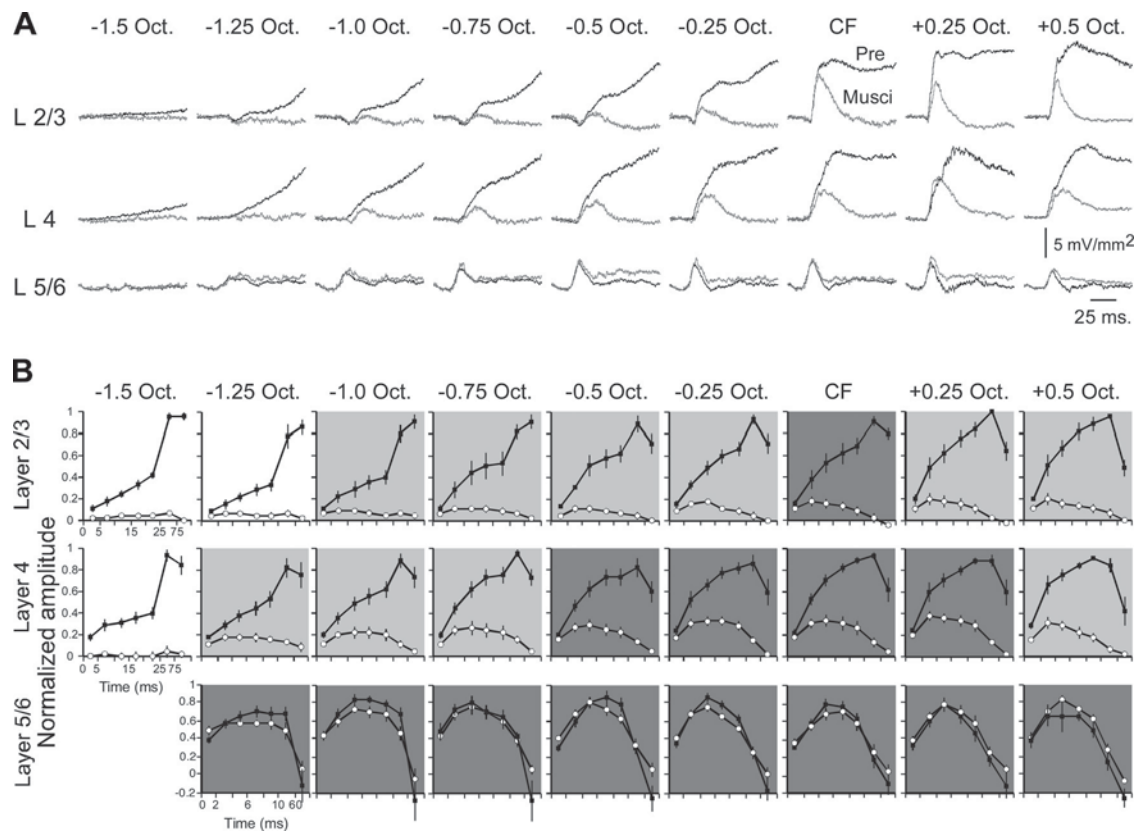 A
-1.5 Oct. -1.25 Oct. -1.0 Oct. -0.75 Oct. -0.5 Oct. -0.25 Oct. CF +0.25 Oct. +0.5 Oct.
Pre
Musci
L 2/3
L 4
5 mV/mm²
L 5/6
25 ms.
B
-1.5 Oct. -1.25 Oct. -1.0 Oct. -0.75 Oct. -0.5 Oct. -0.25 Oct. CF +0.25 Oct. +0.5 Oct.
Layer 2/3
1
0.8
0.6
0.4
0.2
0
0 5 15 25 75
Layer 4
1
0.8
0.6
0.4
0.2
0
0 5 15 25 75
Time (ms)
Normalized amplitude
Layer 5/6
0.8
0.6
0.4
0.2
0
-0.2
0 2 6 10 60
Time (ms)